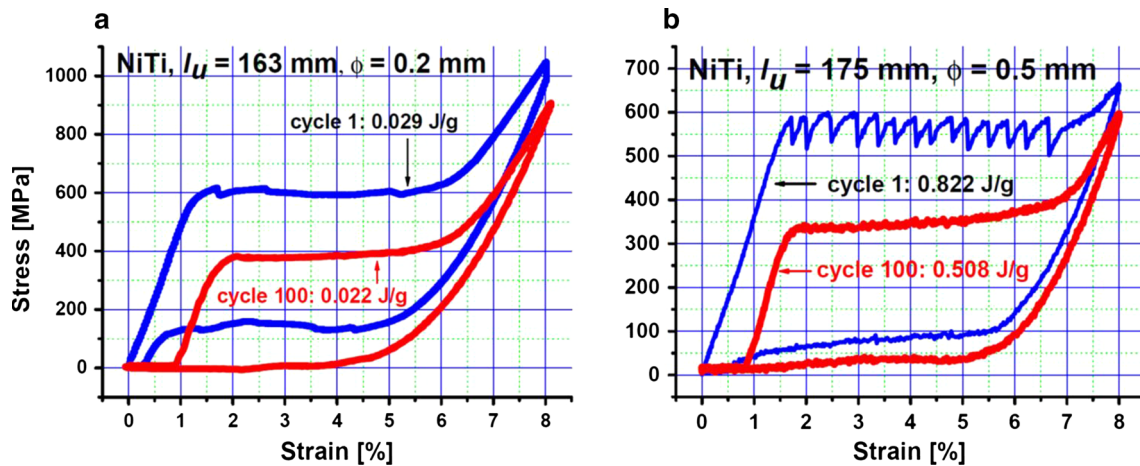 a
NiTi, lu = 163 mm, ϕ = 0.2 mm
cycle 1: 0.029 J/g
cycle 100: 0.022 J/g
Stress [MPa]
1000
800
600
400
200
0
0 1 2 3 4 5 6 7 8
Strain [%]
b
NiTi, lu = 175 mm, ϕ = 0.5 mm
cycle 1: 0.822 J/g
cycle 100: 0.508 J/g
700
600
500
400
300
200
100
0
0 1 2 3 4 5 6 7 8
Strain [%]